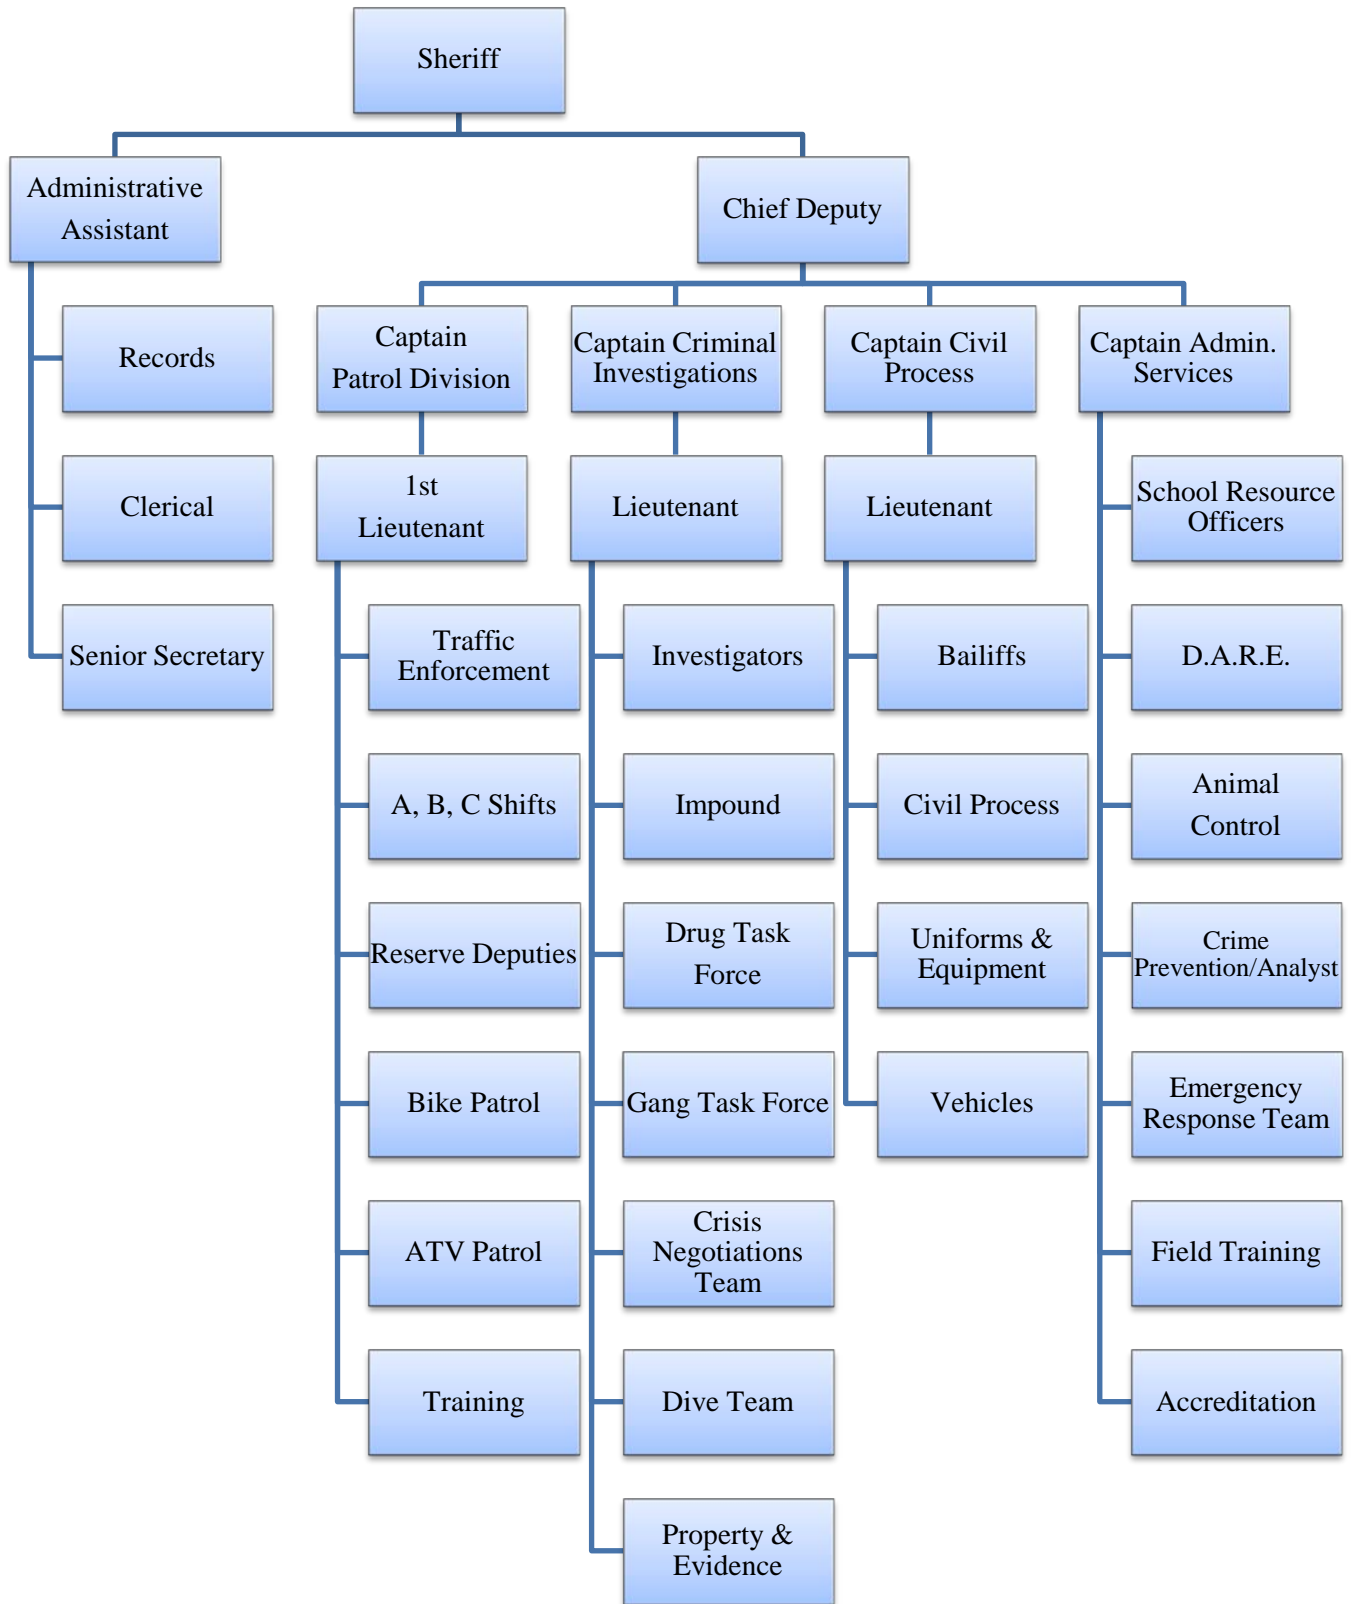 Sheriff
Administrative
Assistant
Chief Deputy
Records
Captain
Patrol Division
Captain Criminal
Investigations
Captain Civil
Process
Captain Admin.
Services
Clerical
1st
Lieutenant
Lieutenant
Lieutenant
School Resource
Officers
Senior Secretary
Traffic
Enforcement
Investigators
Bailiffs
D.A.R.E.
A, B, C Shifts
Impound
Civil Process
Animal
Control
Reserve Deputies
Drug Task
Force
Uniforms &
Equipment
Crime
Prevention/Analyst
Bike Patrol
Gang Task Force
Vehicles
Emergency
Response Team
ATV Patrol
Crisis
Negotiations
Team
Field Training
Training
Dive Team
Accreditation
Property &
Evidence